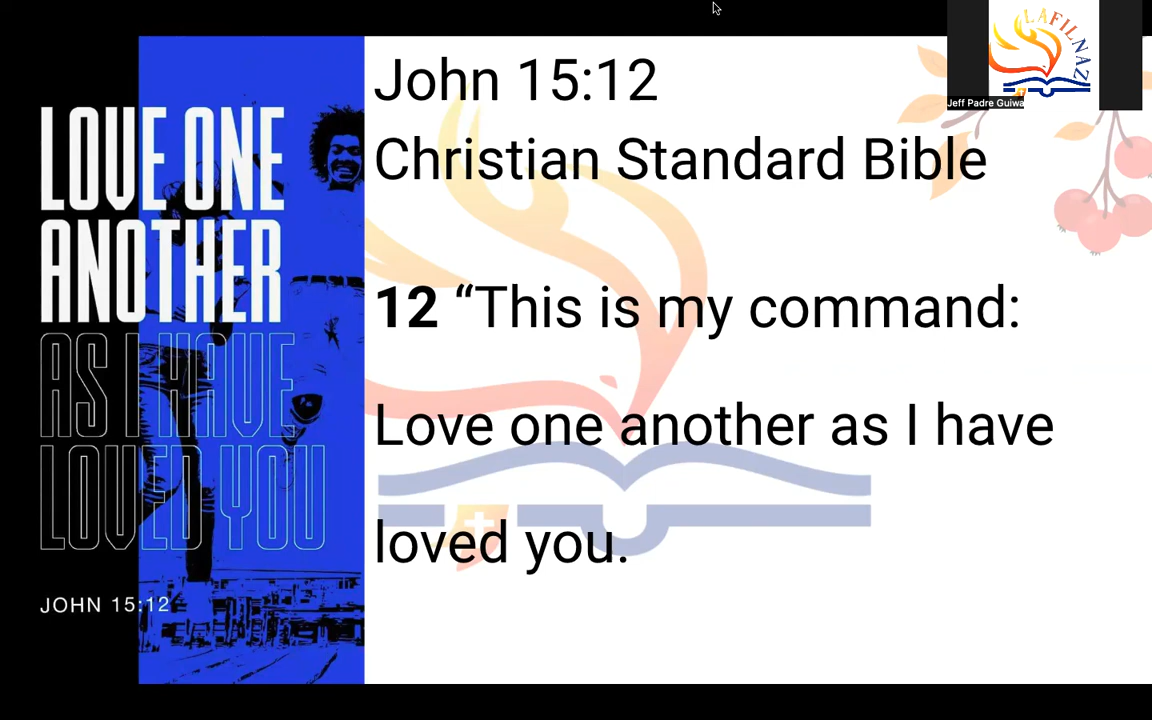 LOVE ONE
ANOTHER
AS I HAVE
LOVED YOU
JOHN 15:12
John 15:12
Christian Standard Bible
12 “This is my command:
Love one another as I have
loved you.
LAFILNAZ
Jeff Padre Guiwa